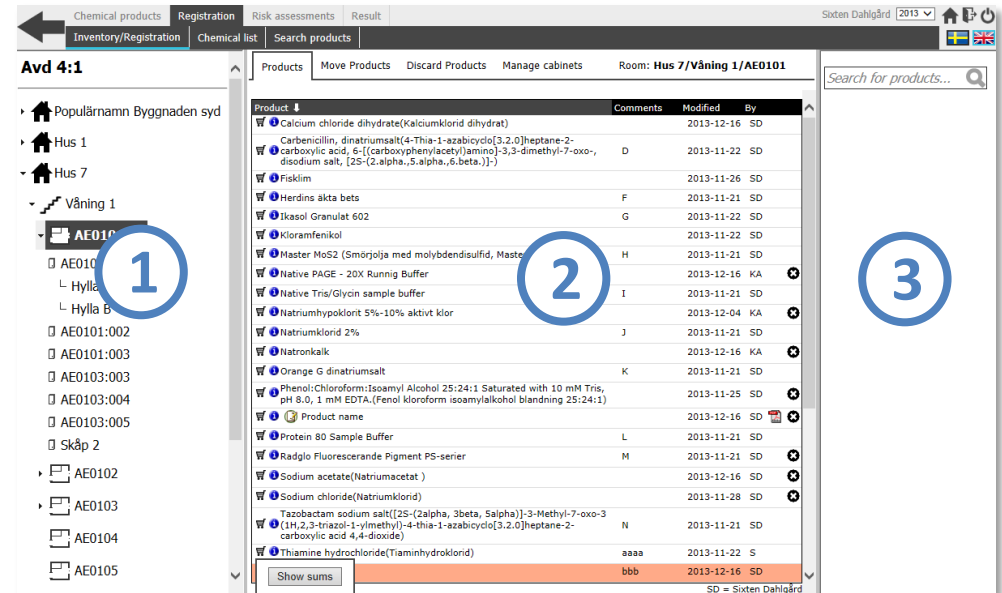 Chemical products Registration Risk assessments Result Sixten Dahlgård 2013
Inventory/Registration Chemical list Search products
Avd 4:1
Populärnamn Byggnaden syd
Hus 1
Hus 7
Våning 1
AE010
AE010
Hylla
Hylla B
AE0101:002
AE0101:003
AE0103:003
AE0103:004
AE0103:005
Skåp 2
AE0102
AE0103
AE0104
AE0105
1
Products Move Products Discard Products Manage cabinets Room: Hus 7/Våning 1/AE0101
Product Comments Modified By
Calcium chloride dihydrate(Kalciumklorid dihydrat) 2013-12-16 SD
Carbenicillin, dinatriumsalt(4-Thia-1-azabicyclo[3.2.0]heptane-2-
carboxylic acid, 6-[(carboxyphenylacetyl)amino]-3,3-dimethyl-7-oxo-, D 2013-11-22 SD
disodium salt, [2S-(2.alpha.,5.alpha.,6.beta.)]-)
Fisklim 2013-11-26 SD
Herdins äkta bets F 2013-11-21 SD
Ikasol Granulat 602 G 2013-11-22 SD
Kloramfenikol 2013-11-22 SD
Master MoS2 (Smörjolja med molybdendisulfid, Maste H 2013-11-21 SD
Native PAGE - 20X Runnig Buffer 2013-12-16 KA
Native Tris/Glycin sample buffer I 2013-11-21 SD
Natriumhypoklorit 5%-10% aktivt klor 2013-12-04 KA
Natriumklorid 2% J 2013-11-21 SD
Natronkalk 2013-12-16 KA
Orange G dinatriumsalt K 2013-11-21 SD
Phenol:Chloroform:Isoamyl Alcohol 25:24:1 Saturated with 10 mM Tris,
pH 8.0, 1 mM EDTA.(Fenol kloroform isoamylalkohol blandning 25:24:1) 2013-11-25 SD
Product name 2013-12-16 SD
Protein 80 Sample Buffer L 2013-11-21 SD
Radglo Fluorescerande Pigment PS-serier M 2013-11-21 SD
Sodium acetate(Natriumacetat ) 2013-12-16 SD
Sodium chloride(Natriumklorid) 2013-11-28 SD
Tazobactam sodium salt([2S-(2alpha, 3beta, 5alpha)]-3-Methyl-7-oxo-3
(1H,2,3-triazol-1-ylmethyl)-4-thia-1-azabicyclo[3.2.0]heptane-2- N 2013-11-21 SD
carboxylic acid 4,4-dioxide)
Thiamine hydrochloride(Tiaminhydroklorid) aaaa 2013-11-22 S
bbb 2013-12-16 SD
Show sums
SD = Sixten Dahlgård
2
Search for products...
3